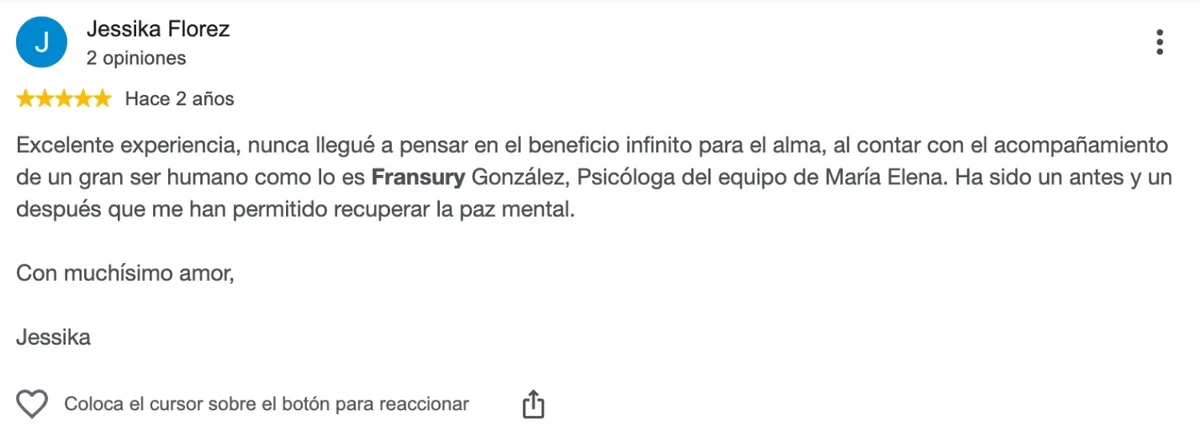 J
Jessika Florez
2 opiniones
Hace 2 años
Excelente experiencia, nunca llegué a pensar en el beneficio infinito para el alma, al contar con el acompañamiento
de un gran ser humano como lo es Fransury González, Psicóloga del equipo de María Elena. Ha sido un antes y un
después que me han permitido recuperar la paz mental.
Con muchísimo amor,
Jessika
Coloca el cursor sobre el botón para reaccionar